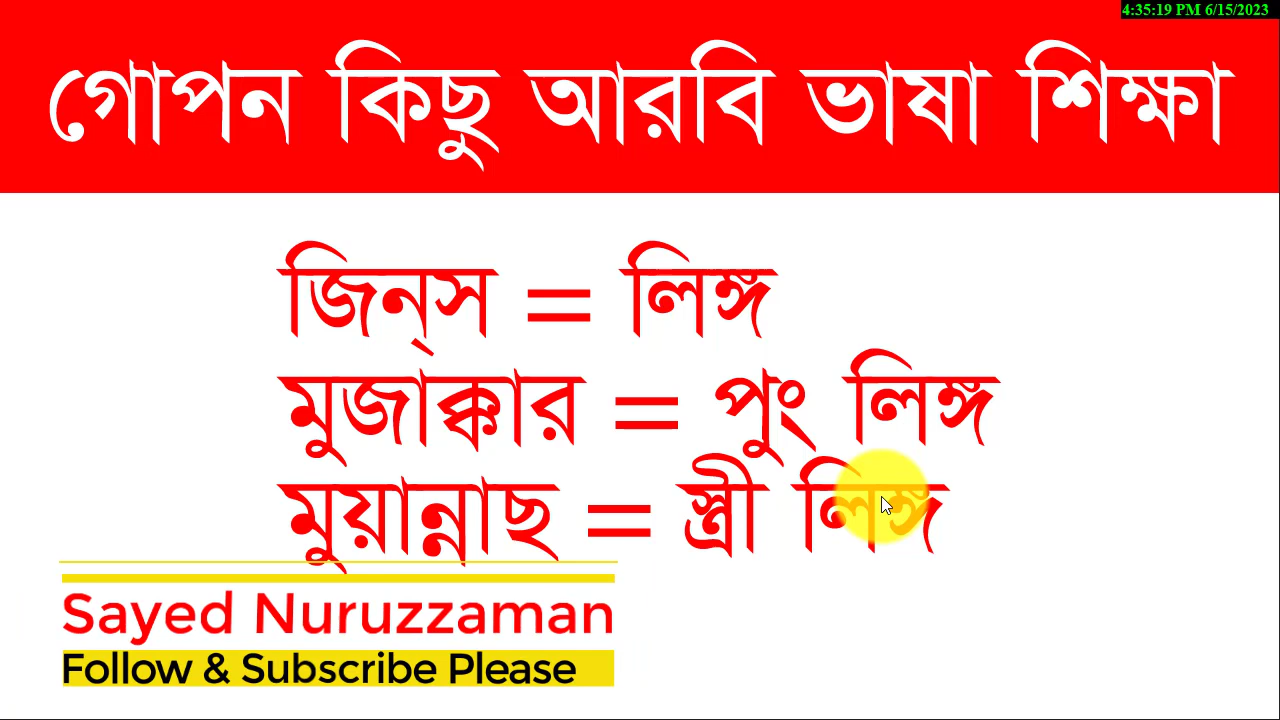 4:35:19 PM 6/15/2023
গোপন কিছু আরবি ভাষা শিক্ষা
জিন্‌স = লিঙ্গ
মুজাক্কার = পুং লিঙ্গ
মুয়ান্নাছ = স্ত্রী লিঙ্গ
Sayed Nuruzzaman
Follow & Subscribe Please